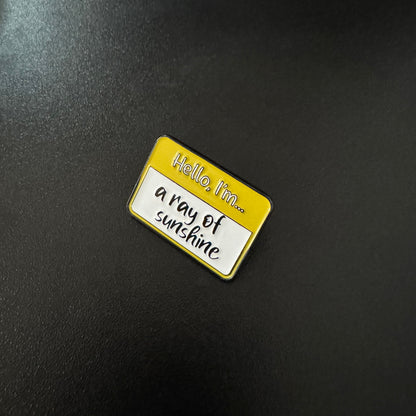 Hello, I'm...
a ray of
sunshine